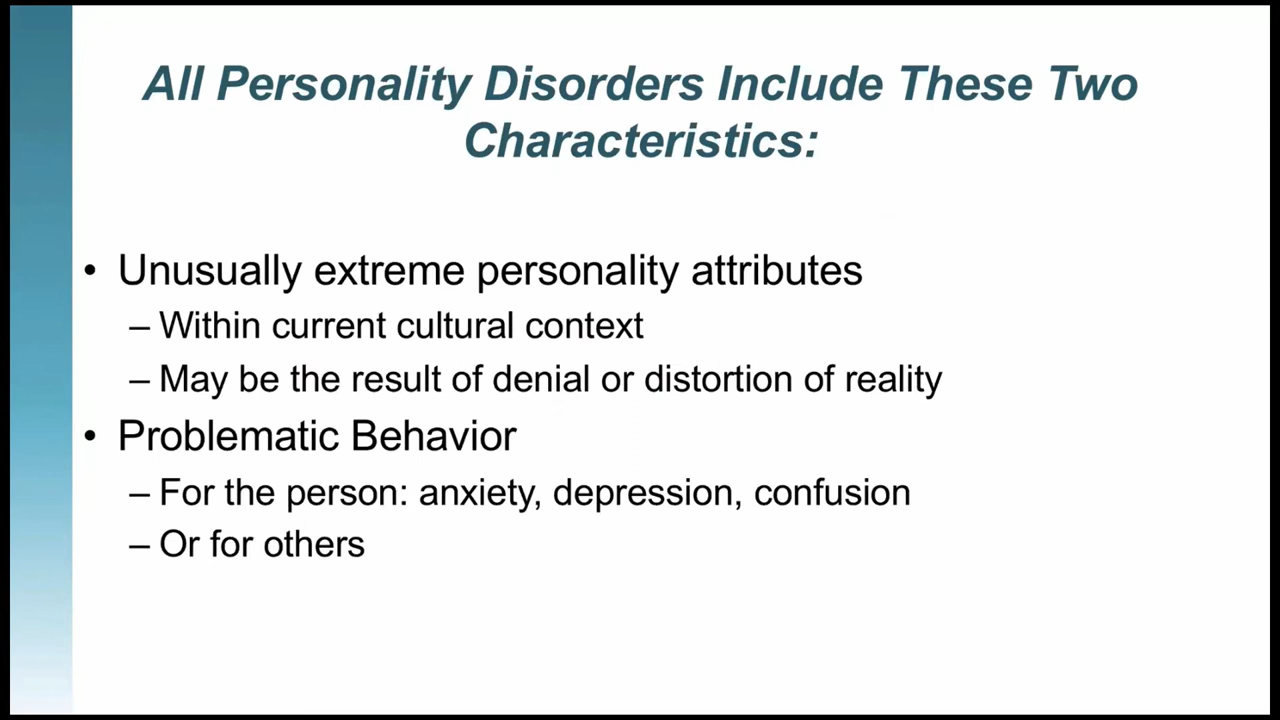 All Personality Disorders Include These Two
Characteristics:
• Unusually extreme personality attributes
– Within current cultural context
– May be the result of denial or distortion of reality
• Problematic Behavior
– For the person: anxiety, depression, confusion
– Or for others